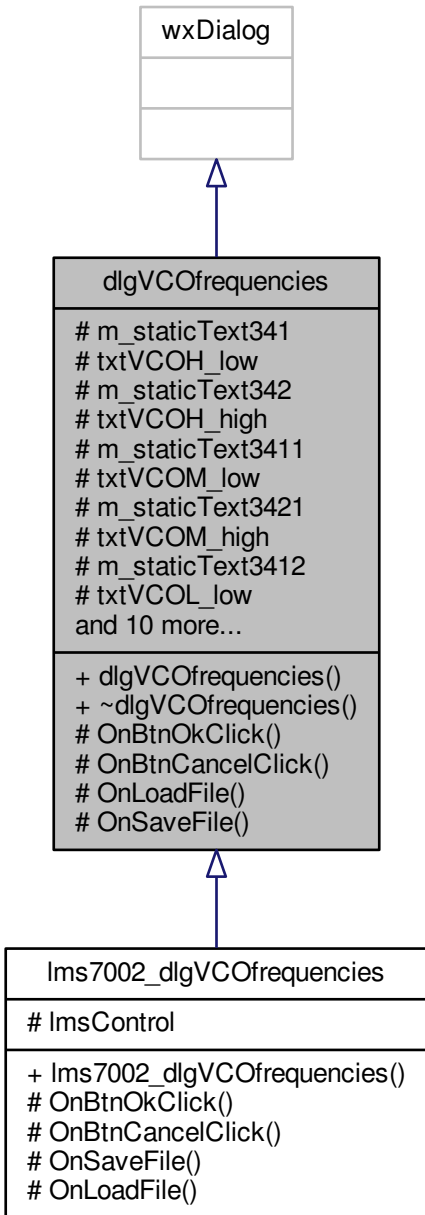 wxDialog
dlgVCOfrequencies
# m_staticText341
# txtVCOH_low
# m_staticText342
# txtVCOH_high
# m_staticText3411
# txtVCOM_low
# m_staticText3421
# txtVCOM_high
# m_staticText3412
# txtVCOL_low
and 10 more...
+ dlgVCOfrequencies()
+ ~dlgVCOfrequencies()
# OnBtnOkClick()
# OnBtnCancelClick()
# OnLoadFile()
# OnSaveFile()
lms7002_dlgVCOfrequencies
# lmsControl
+ lms7002_dlgVCOfrequencies()
# OnBtnOkClick()
# OnBtnCancelClick()
# OnSaveFile()
# OnLoadFile()